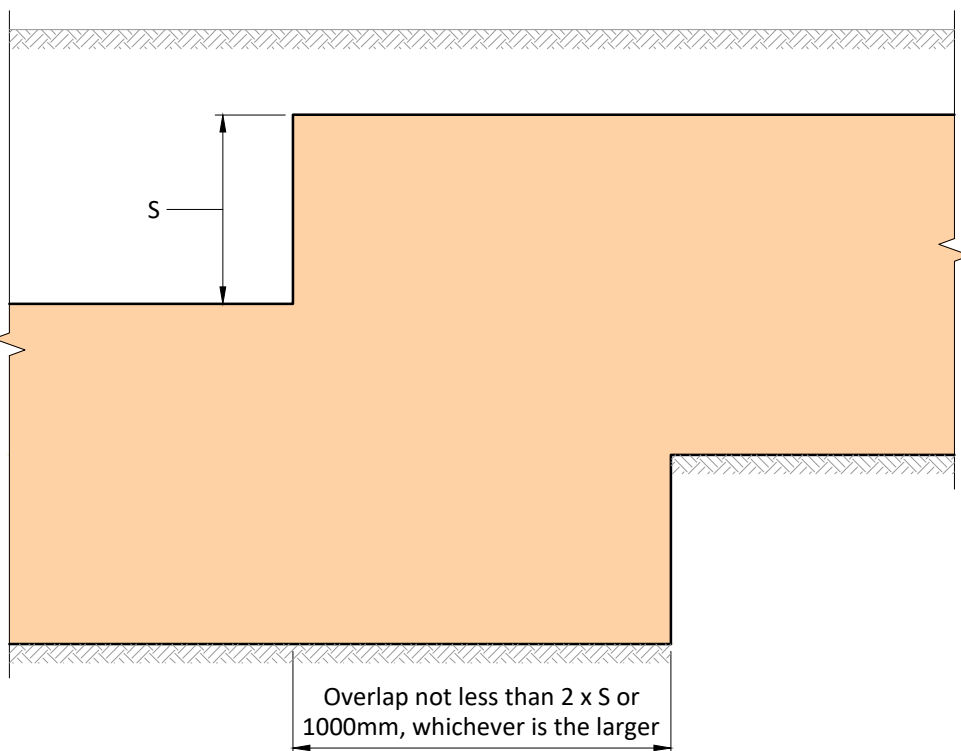 S
Overlap not less than 2 x S or
1000mm, whichever is the larger